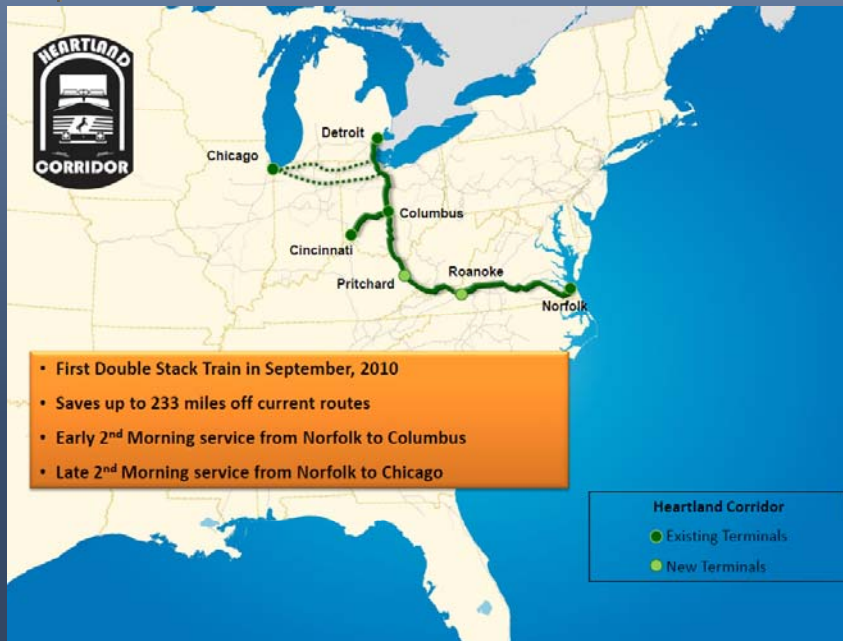 HEARTLAND
CORRIDOR
Detroit
Chicago
Columbus
Cincinnati
Roanoke
Pritchard
Norfolk
• First Double Stack Train in September, 2010
• Saves up to 233 miles off current routes
• Early 2nd Morning service from Norfolk to Columbus
• Late 2nd Morning service from Norfolk to Chicago
Heartland Corridor
Existing Terminals
New Terminals